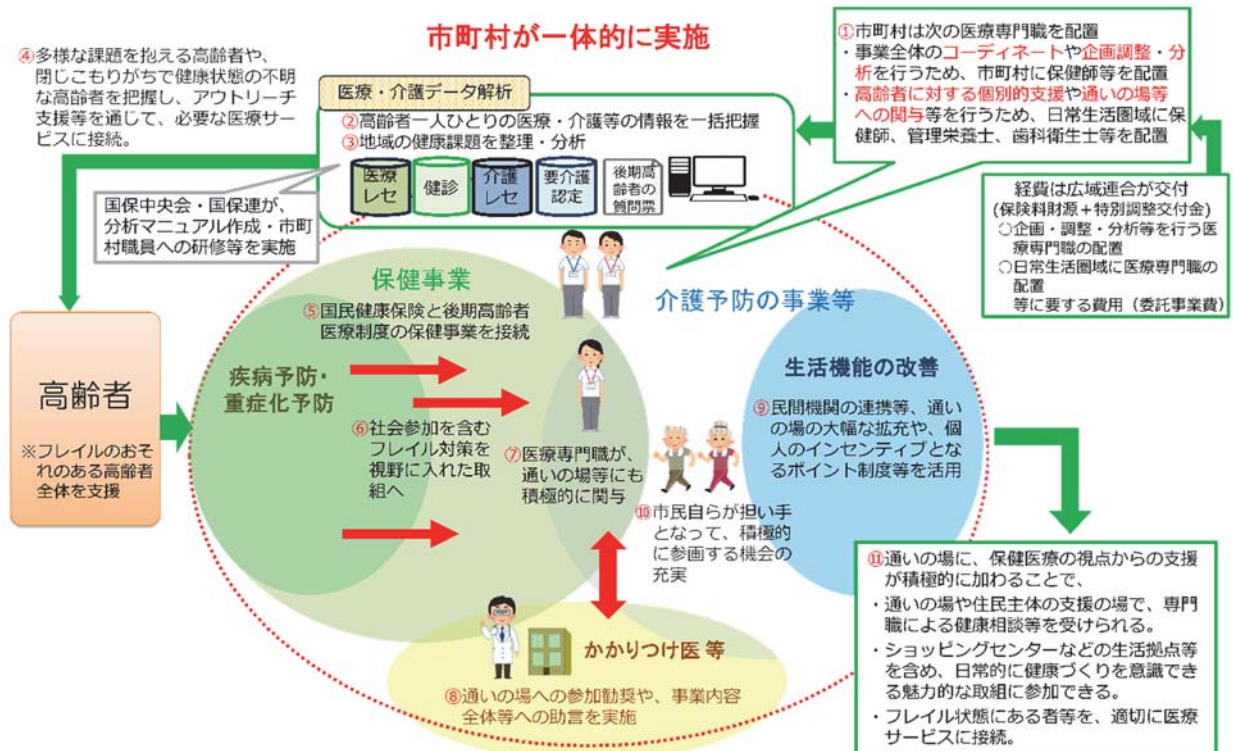 市町村が一体的に実施
④多様な課題を抱える高齢者や、
閉じこもりがちで健康状態の不明
な高齢者を把握し、アウトリーチ
支援等を通じて、必要な医療サー
ビスに接続。
医療・介護データ解析
②高齢者一人ひとりの医療・介護等の情報を一括把握
③地域の健康課題を整理・分析
医療
レセ
健診
介護
レセ
要介護
認定
後期高
齢者の
質問票
①市町村は次の医療専門職を配置
・事業全体のコーディネートや企画調整・分
析を行うため、市町村に保健師等を配置
・高齢者に対する個別的支援や通いの場等
への関与等を行うため、日常生活圏域に保
健師、管理栄養士、歯科衛生士等を配置
経費は広域連合が交付
(保険料財源＋特別調整交付金)
○企画・調整・分析等を行う医
療専門職の配置
○日常生活圏域に医療専門職の
配置
等に要する費用（委託事業費）
国保中央会・国保連が、
分析マニュアル作成・市町
村職員への研修等を実施
保健事業
⑤国民健康保険と後期高齢者
医療制度の保健事業を接続
介護予防の事業等
高齢者
※フレイルのおそ
れのある高齢者
全体を支援
疾病予防・
重症化予防
⑥社会参加を含む
フレイル対策を
視野に入れた取
組へ
⑦医療専門職が、
通いの場等にも
積極的に関与
生活機能の改善
⑨民間機関の連携等、通い
の場の大幅な拡充や、個
人のインセンティブとな
るポイント制度等を活用
⑩市民自らが担い手
となって、積極的
に参画する機会の
充実
かかりつけ医 等
⑧通いの場への参加勧奨や、事業内容
全体等への助言を実施
⑪通いの場に、保健医療の視点からの支援
が積極的に加わることで、
・通いの場や住民主体の支援の場で、専門
職による健康相談等を受けられる。
・ショッピングセンターなどの生活拠点等
を含め、日常的に健康づくりを意識でき
る魅力的な取組に参加できる。
・フレイル状態にある者等を、適切に医療
サービスに接続。